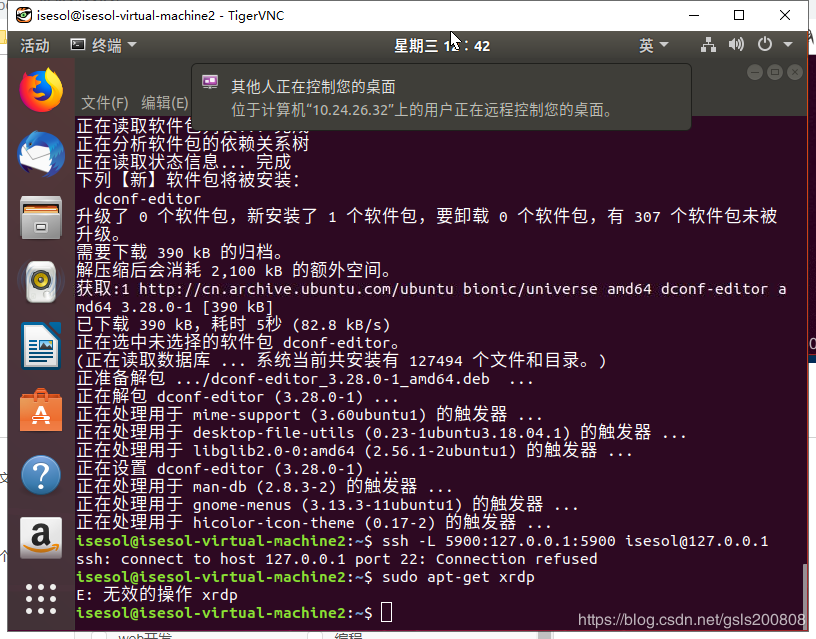 isesol@isesol-virtual-machine2 - TigerVNC
活动 终端 星期三 42 英
其他人正在控制您的桌面
位于计算机“10.24.26.32”上的用户正在远程控制您的桌面。
文件(F) 编辑(E)
正在读取软件包
正在分析软件包的依赖关系树
正在读取状态信息... 完成
下列【新】软件包将被安装：
dconf-editor
升级了 0 个软件包，新安装了 1 个软件包，要卸载 0 个软件包，有 307 个软件包未被
升级。
需要下载 390 kB 的归档。
解压缩后会消耗 2,100 kB 的额外空间。
获取:1 http://cn.archive.ubuntu.com/ubuntu bionic/universe amd64 dconf-editor a
md64 3.28.0-1 [390 kB]
已下载 390 kB，耗时 5秒 (82.8 kB/s)
正在选中未选择的软件包 dconf-editor。
(正在读取数据库 ... 系统当前共安装有 127494 个文件和目录。)
正准备解包 .../dconf-editor_3.28.0-1_amd64.deb ...
正在解包 dconf-editor (3.28.0-1) ...
正在处理用于 mime-support (3.60ubuntu1) 的触发器 ...
正在处理用于 desktop-file-utils (0.23-1ubuntu3.18.04.1) 的触发器 ...
正在处理用于 libglib2.0-0:amd64 (2.56.1-2ubuntu1) 的触发器 ...
正在设置 dconf-editor (3.28.0-1) ...
正在处理用于 man-db (2.8.3-2) 的触发器 ...
正在处理用于 gnome-menus (3.13.3-11ubuntu1) 的触发器 ...
正在处理用于 hicolor-icon-theme (0.17-2) 的触发器 ...
isesol@isesol-virtual-machine2:~$ ssh -L 5900:127.0.0.1:5900 isesol@127.0.0.1
ssh: connect to host 127.0.0.1 port 22: Connection refused
isesol@isesol-virtual-machine2:~$ sudo apt-get xrdp
E: 无效的操作 xrdp
isesol@isesol-virtual-machine2:~$
https://blog.csdn.net/gsls200808